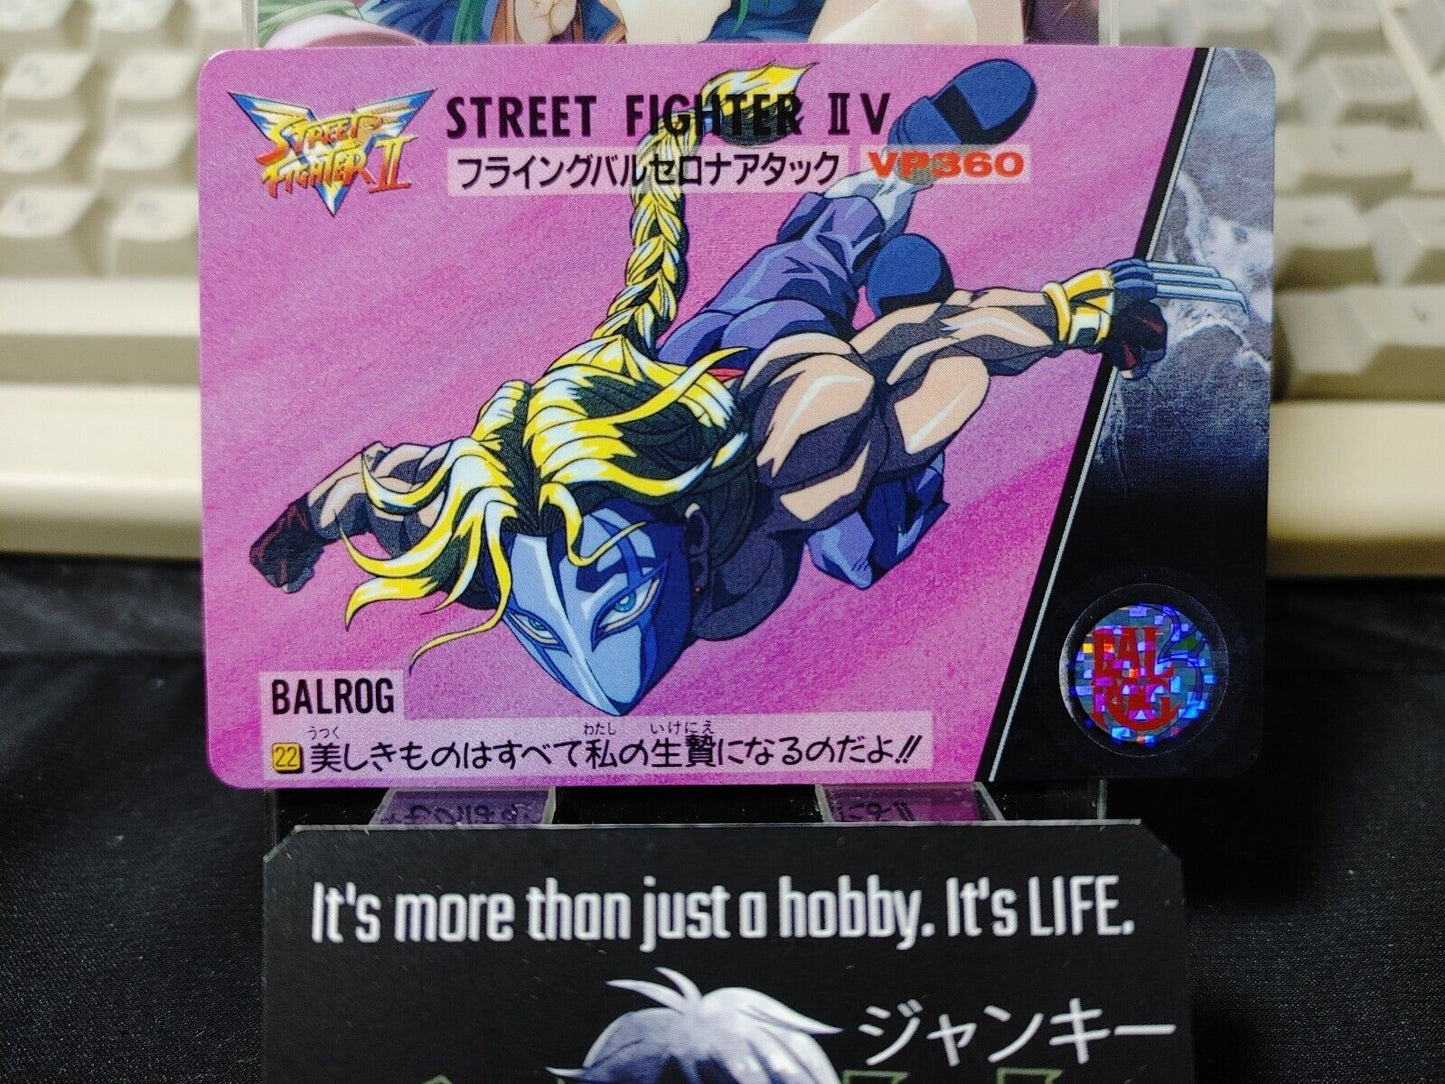 STREET FIGHTER II
STREET FIGHTER II V
フライングバルセロナアタック VP360
BAL
ROG
BALROG
うつく わたし いけにえ
22 美しきものはすべて私の生贄になるのだよ!!
It's more than just a hobby. It's LIFE.
ジャンキー